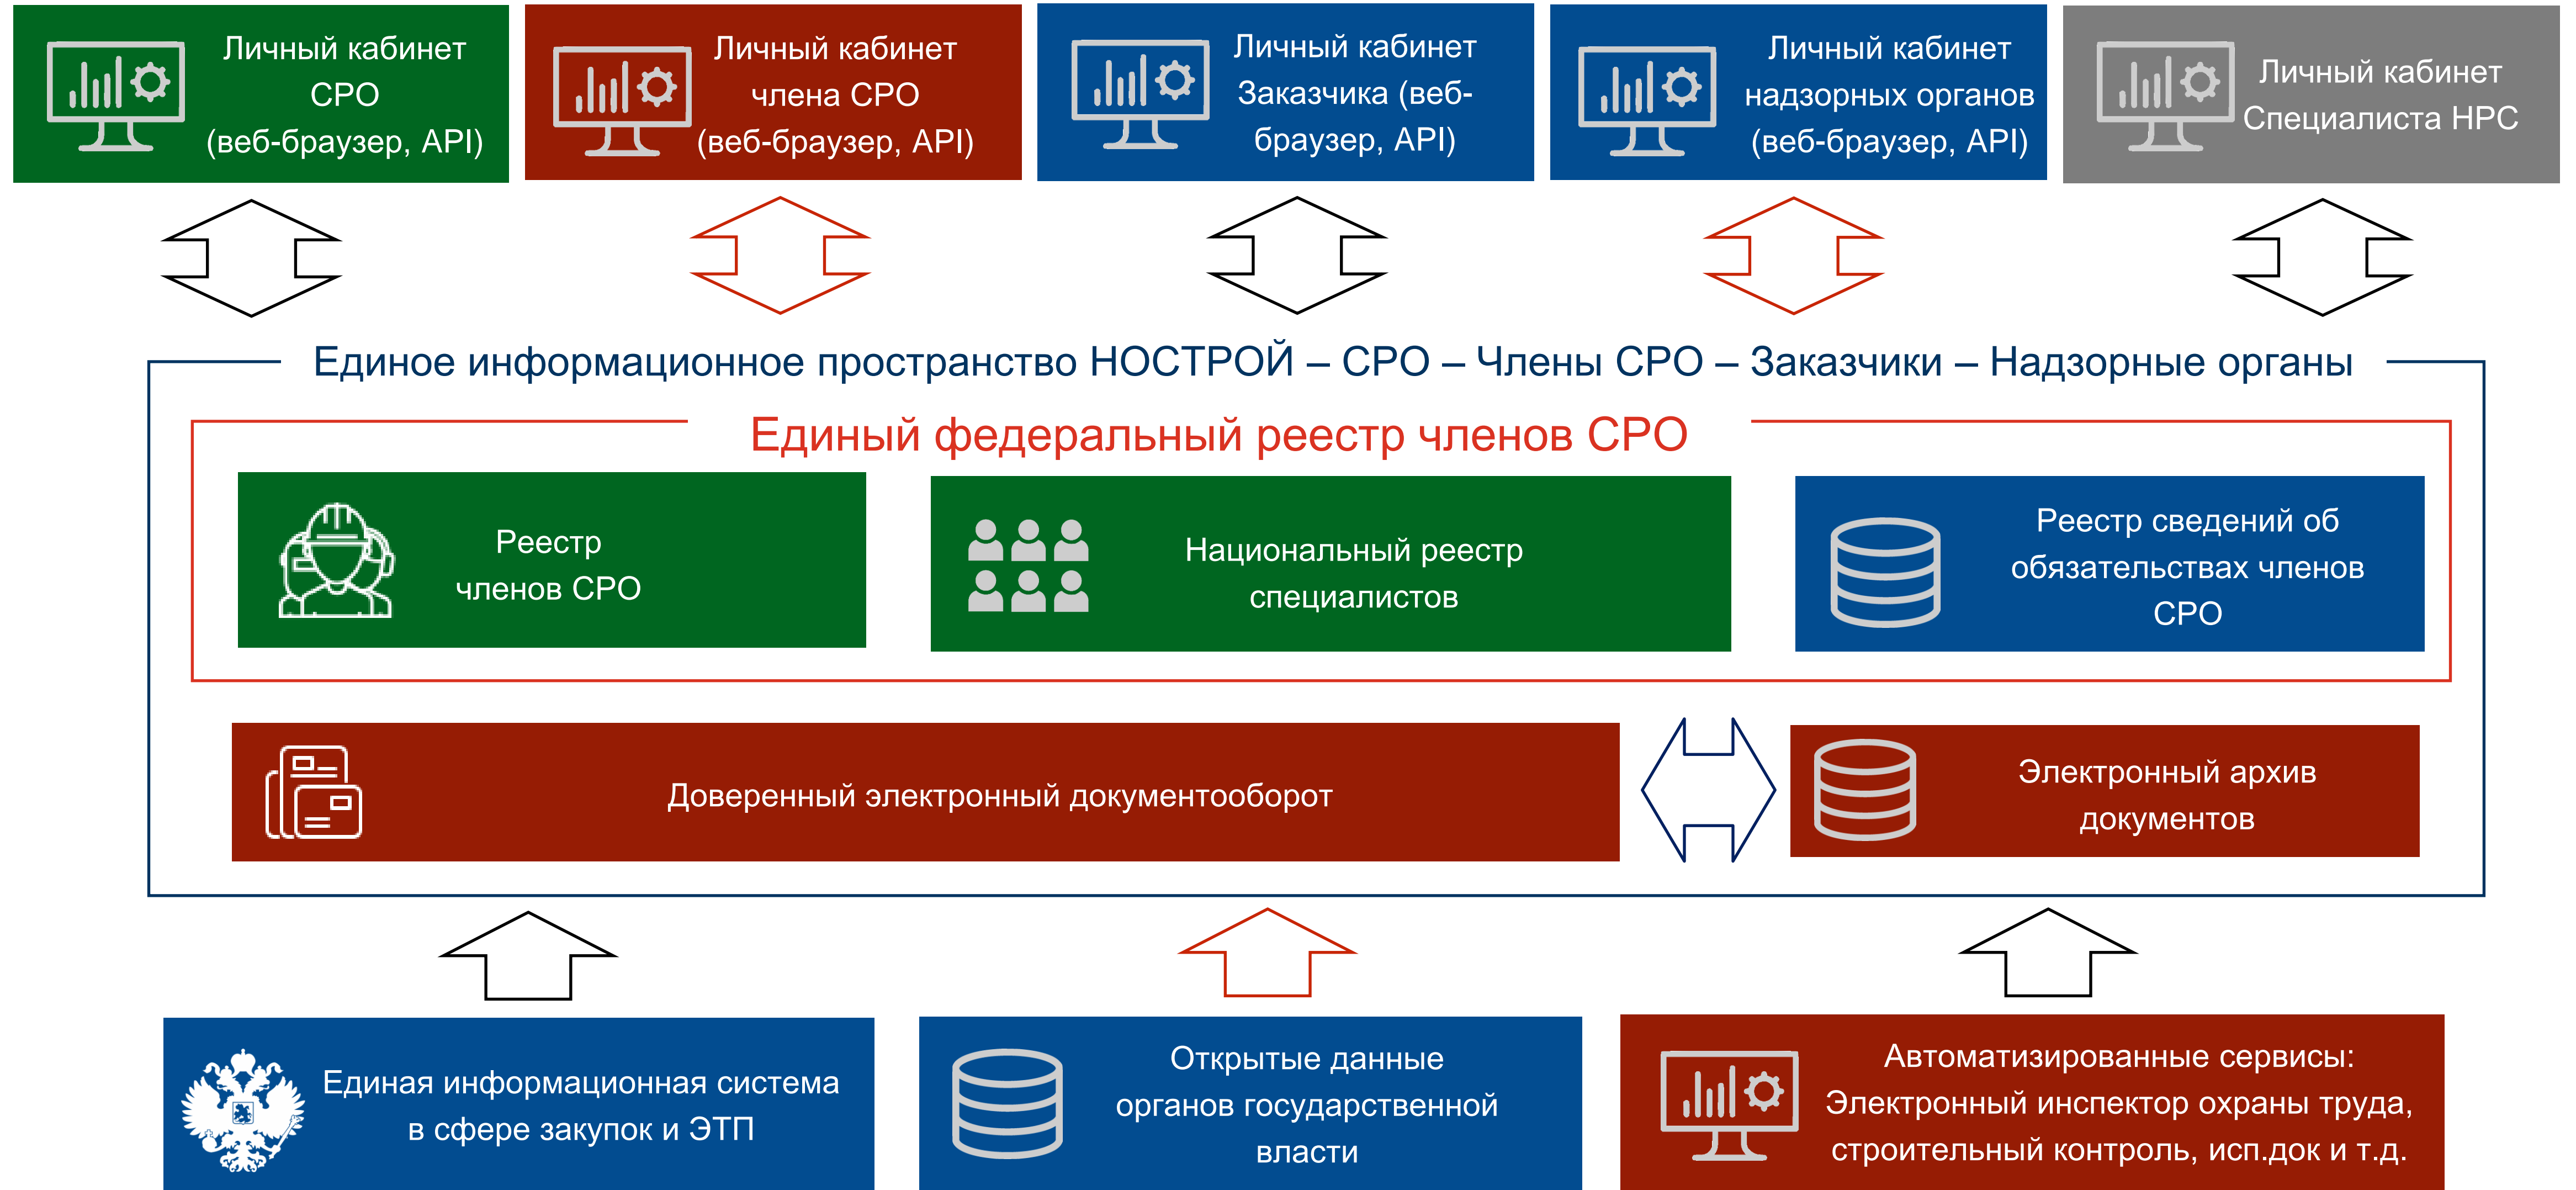 Личный кабинет
СРО
(веб-браузер, API)
Личный кабинет
члена СРО
(веб-браузер, API)
Личный кабинет
Заказчика (веб-
браузер, API)
Личный кабинет
надзорных органов
(веб-браузер, API)
Личный кабинет
Специалиста НРС
Единое информационное пространство НОСТРОЙ – СРО – Члены СРО – Заказчики – Надзорные органы
Единый федеральный реестр членов СРО
Реестр
членов СРО
Национальный реестр
специалистов
Реестр сведений об
обязательствах членов
СРО
Доверенный электронный документооборот
Электронный архив
документов
Единая информационная система
в сфере закупок и ЭТП
Открытые данные
органов государственной
власти
Автоматизированные сервисы:
Электронный инспектор охраны труда,
строительный контроль, исп.док и т.д.